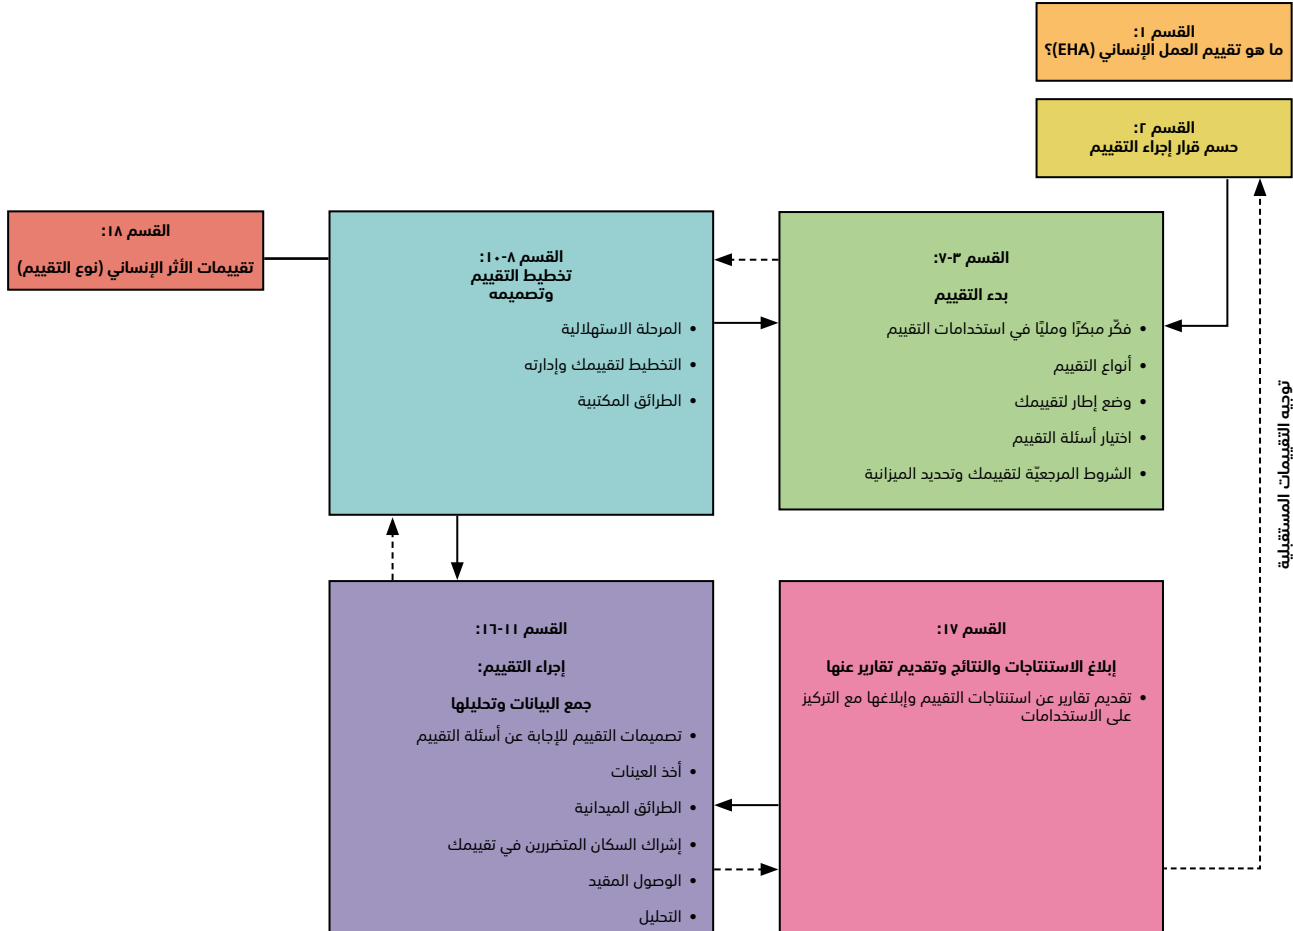 القسم ١:
ما هو تقييم العمل الإنساني (EHA)؟
القسم ٢:
حسم قرار إجراء التقييم
القسم ٣-٧:
بدء التقييم
• فكّر مبكرًا ومليًا في استخدامات التقييم
• أنواع التقييم
• وضع إطار لتقييمك
• اختيار أسئلة التقييم
• الشروط المرجعيّة لتقييمك وتحديد الميزانية
القسم ٨-١٠:
تخطيط التقييم
وتصميمه
• المرحلة الاستهلالية
• التخطيط لتقييمك وإدارته
• الطرائق المكتبية
القسم ١٨:
تقييمات الأثر الإنساني (نوع التقييم)
توجيه التقييمات المستقبلية
القسم ١٧:
إبلاغ الاستنتاجات والنتائج وتقديم تقارير عنها
• تقديم تقارير عن استنتاجات التقييم وإبلاغها مع التركيز
على الاستخدامات
القسم ١١-١٦:
إجراء التقييم:
جمع البيانات وتحليلها
• تصميمات التقييم للإجابة عن أسئلة التقييم
• أخذ العينات
• الطرائق الميدانية
• إشراك السكان المتضررين في تقييمك
• الوصول المقيد
• التحليل